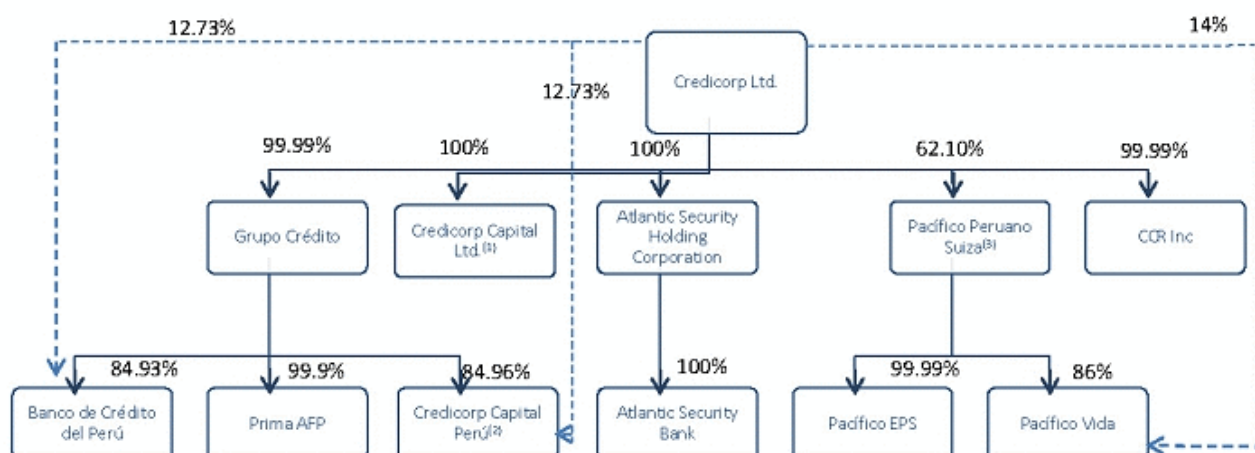 12.73%
14%
Credicorp Ltd.
12.73%
99.99%
100%
100%
62.10%
99.99%
Grupo Crédito
Credicorp Capital
Ltd.(1)
Atlantic Security
Holding
Corporation
Pacífico Peruano
Suiza(3)
CCR Inc
84.93%
99.9%
84.96%
100%
99.99%
86%
Banco de Crédito
del Perú
Prima AFP
Credicorp Capital
Perú(2)
Atlantic Security
Bank
Pacífico EPS
Pacífico Vida